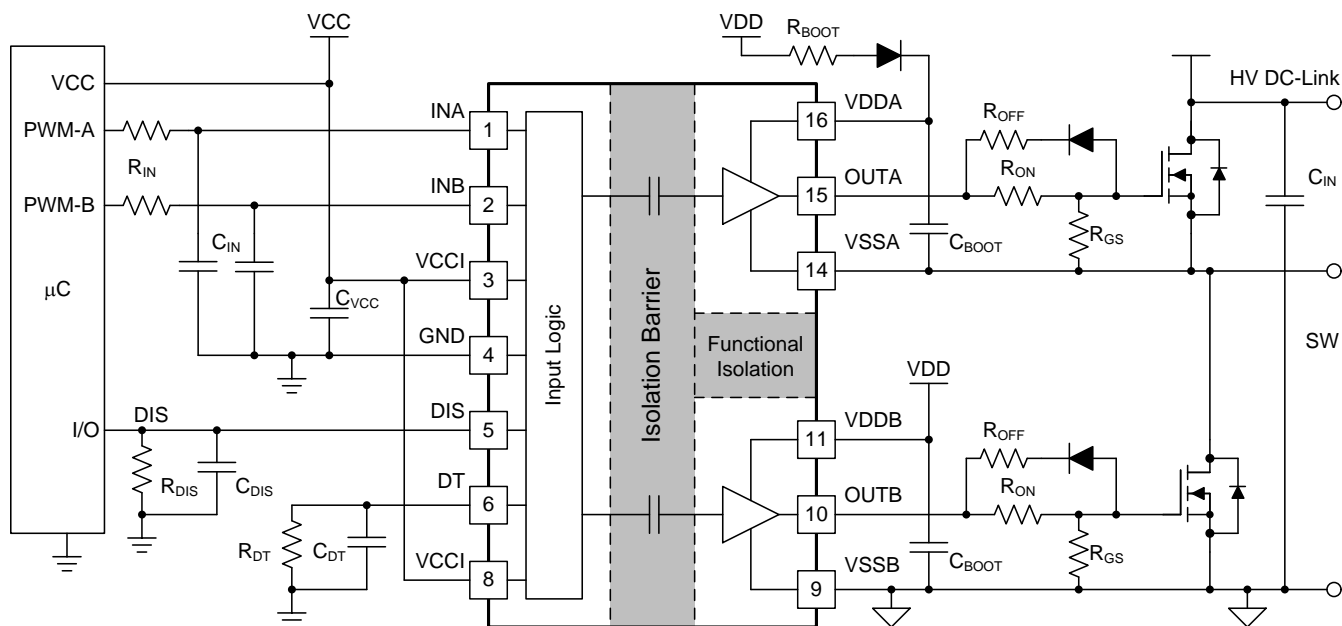 VCC
VDD
RBOOT
VCC
PWM-A
RIN
PWM-B
CIN
µC
CVCC
I/O
DIS
RDIS
CDIS
RDT
CDT
INA
1
INB
2
VCCI
3
GND
4
DIS
5
DT
6
VCCI
8
Input Logic
Isolation Barrier
Functional
Isolation
16
VDDA
15
OUTA
14
VSSA
11
VDDB
10
OUTB
9
VSSB
CBOOT
ROFF
RON
RGS
HV DC-Link
CIN
SW
VDD
CBOOT
ROFF
RON
RGS